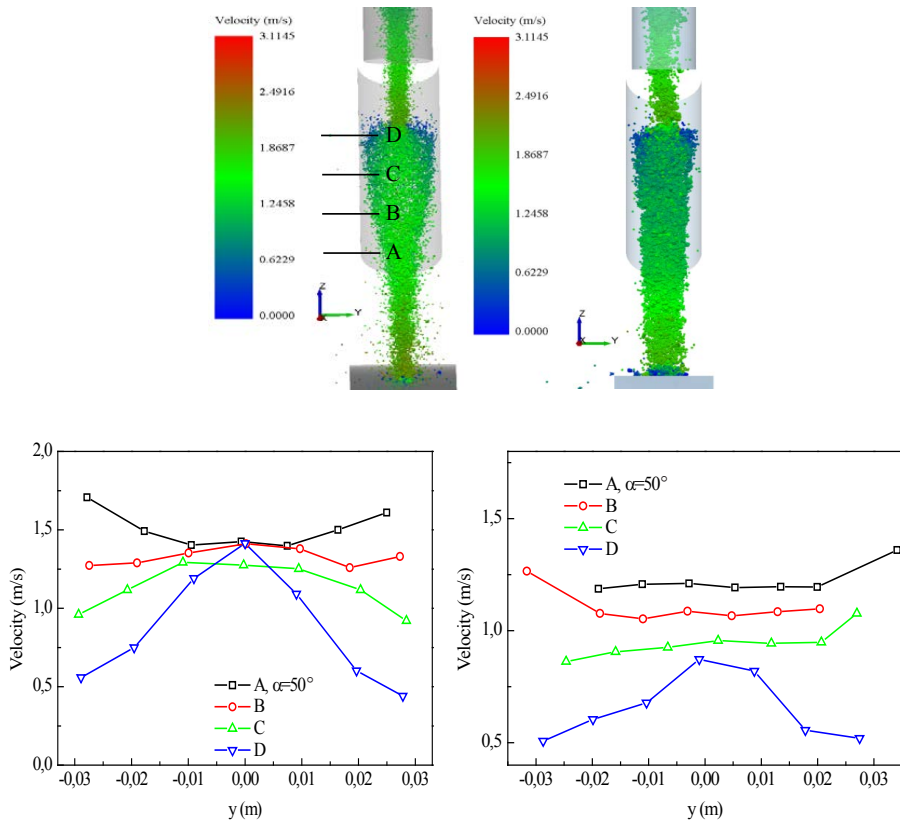 Velocity (m/s)
3.1145
2.4916
1.8687
1.2458
0.6229
0.0000
D
C
B
A
Z
X
Y
Velocity (m/s)
3.1145
2.4916
1.8687
1.2458
0.6229
0.0000
Z
X
Y
2,0
1,5
1,0
0,5
0,0
Velocity (m/s)
A, α=50°
B
C
D
-0,03 -0,02 -0,01 0,00 0,01 0,02 0,03
y (m)
1,5
1,0
0,5
Velocity (m/s)
A, α=50°
B
C
D
-0,03 -0,02 -0,01 0,00 0,01 0,02 0,03
y (m)